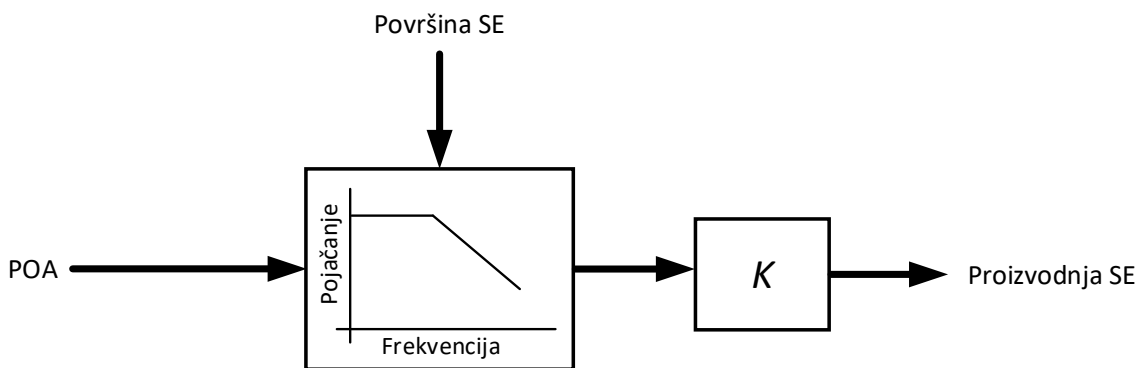 Površina SE
POA
Pojačanje
Frekvencija
K
Proizvodnja SE